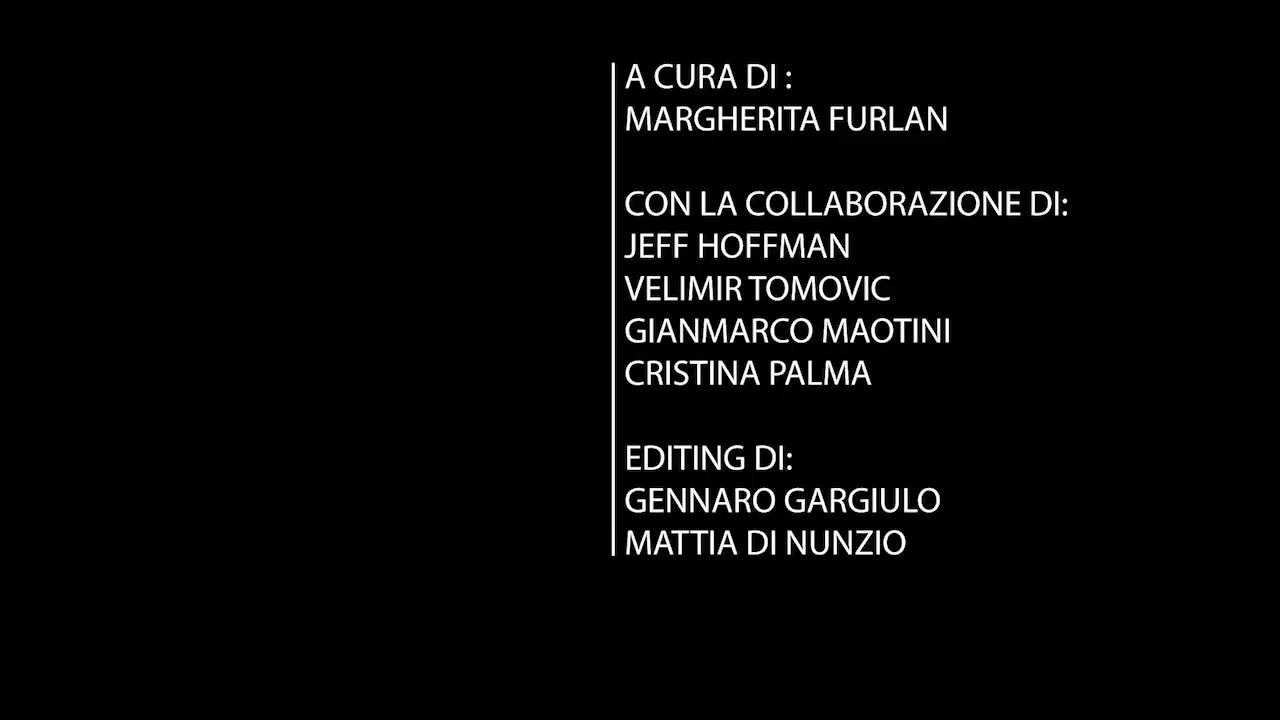 A CURA DI :
MARGHERITA FURLAN
CON LA COLLABORAZIONE DI:
JEFF HOFFMAN
VELIMIR TOMOVIC
GIANMARCO MAOTINI
CRISTINA PALMA
EDITING DI:
GENNARO GARGIULO
MATTIA DI NUNZIO